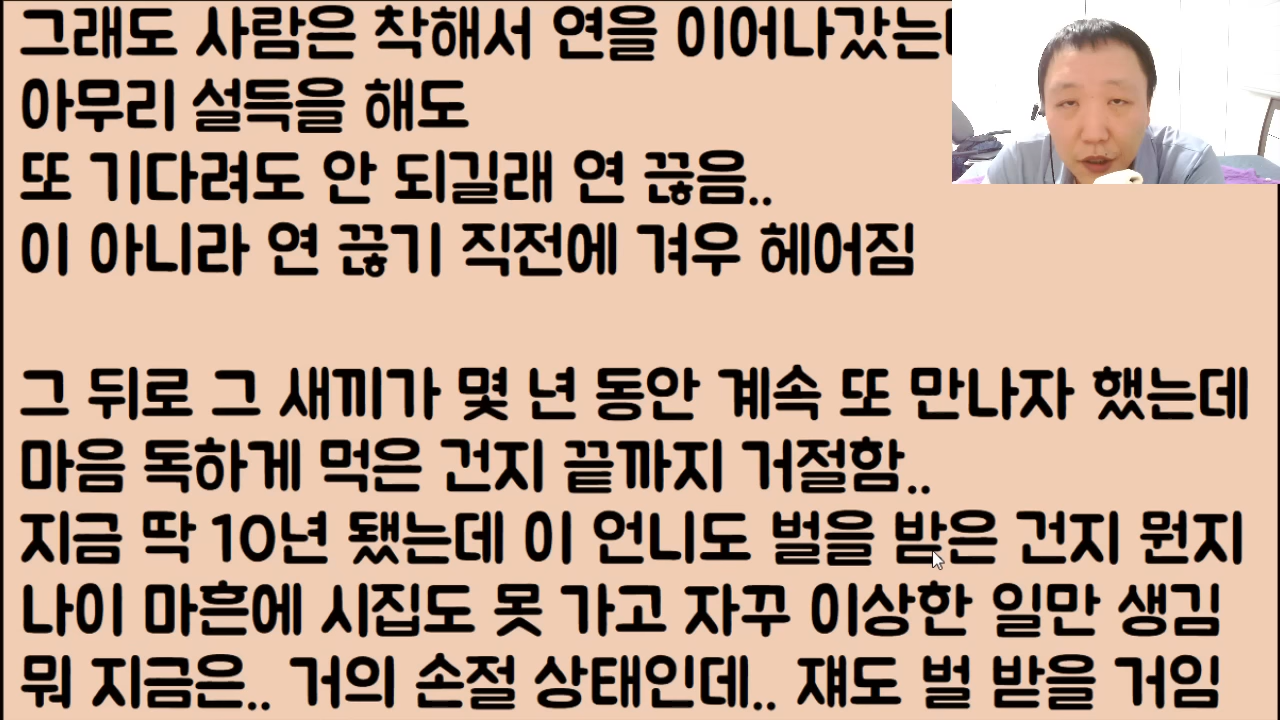 그래도 사람은 착해서 연을 이어나갔는
아무리 설득을 해도
또 기다려도 안 되길래 연 끊음..
이 아니라 연 끊기 직전에 겨우 헤어짐
그 뒤로 그 새끼가 몇 년 동안 계속 또 만나자 했는데
마음 독하게 먹은 건지 끝까지 거절함..
지금 딱 10년 됐는데 이 언니도 벌을 받은 건지 뭔지
나이 마흔에 시집도 못 가고 자꾸 이상한 일만 생김
뭐 지금은.. 거의 손절 상태인데.. 쟤도 벌 받을 거임